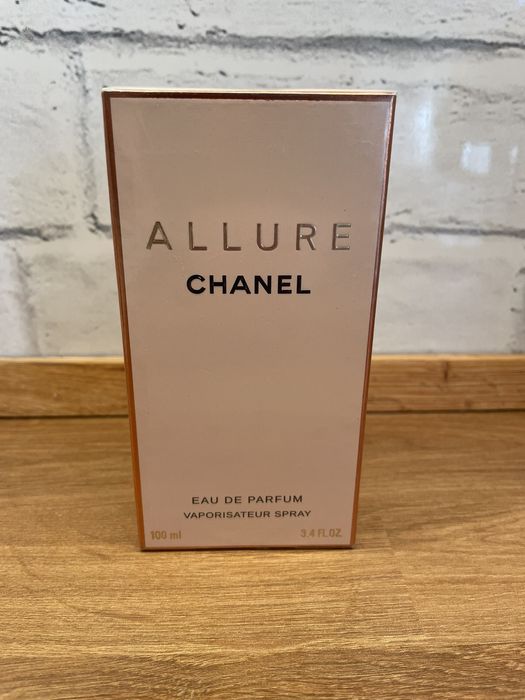 ALLURE
CHANEL
EAU DE PARFUM
VAPORISATEUR SPRAY
100 ml 3.4 FL.OZ.